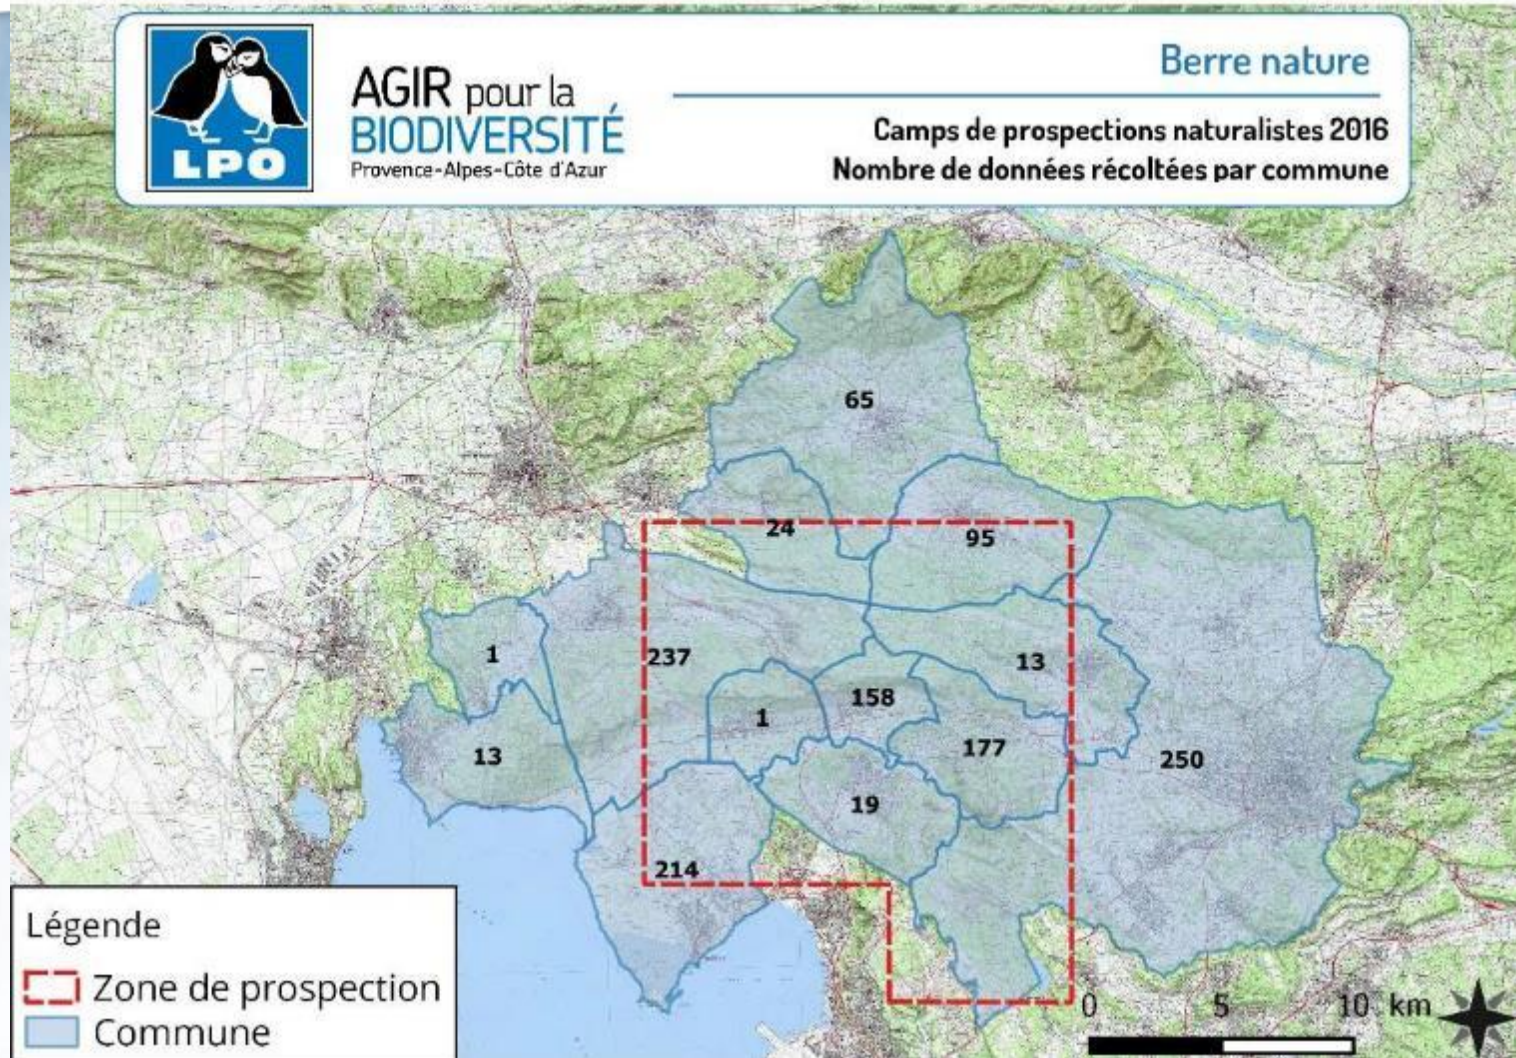 LPO
AGIR pour la
BIODIVERSITÉ
Provence-Alpes-Côte d'Azur
Berre nature
Camps de prospections naturalistes 2016
Nombre de données récoltées par commune
65
24
95
1
237
13
158
1
13
177
250
19
214
Légende
Zone de prospection
Commune
0 5 10 km